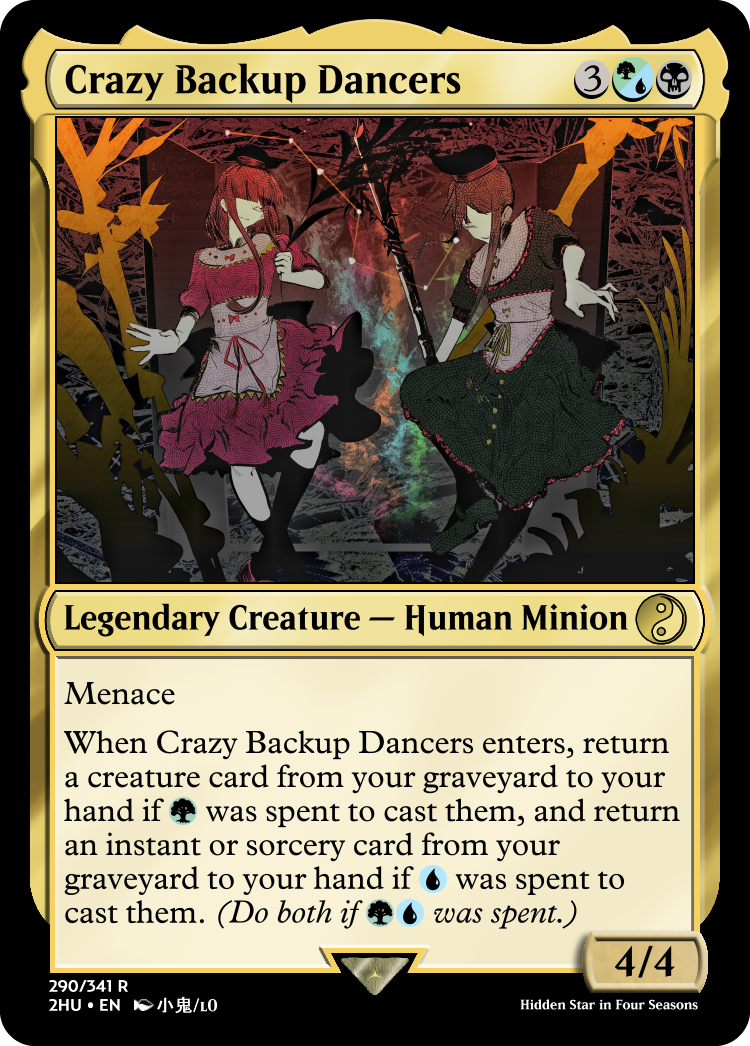 Crazy Backup Dancers 3
Legendary Creature — Human Minion
Menace
When Crazy Backup Dancers enters, return
a creature card from your graveyard to your
hand if was spent to cast them, and return
an instant or sorcery card from your
graveyard to your hand if was spent to
cast them. (Do both if was spent.)
4/4
290/341 R
2HU • EN 小鬼/LO
Hidden Star in Four Seasons